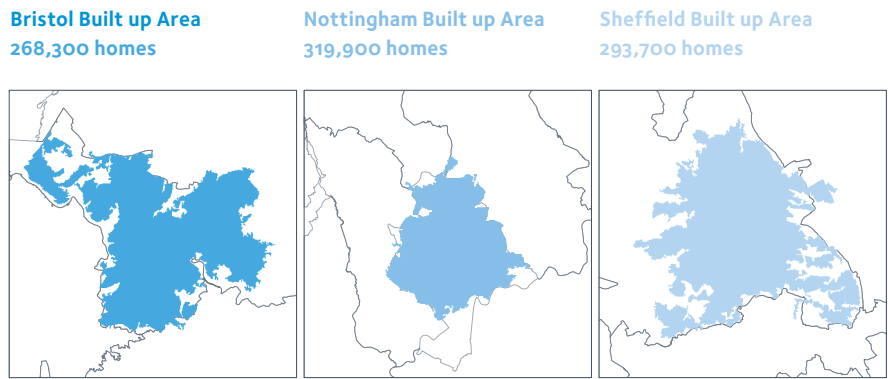 Bristol Built up Area
268,300 homes
Nottingham Built up Area
319,900 homes
Sheffield Built up Area
293,700 homes